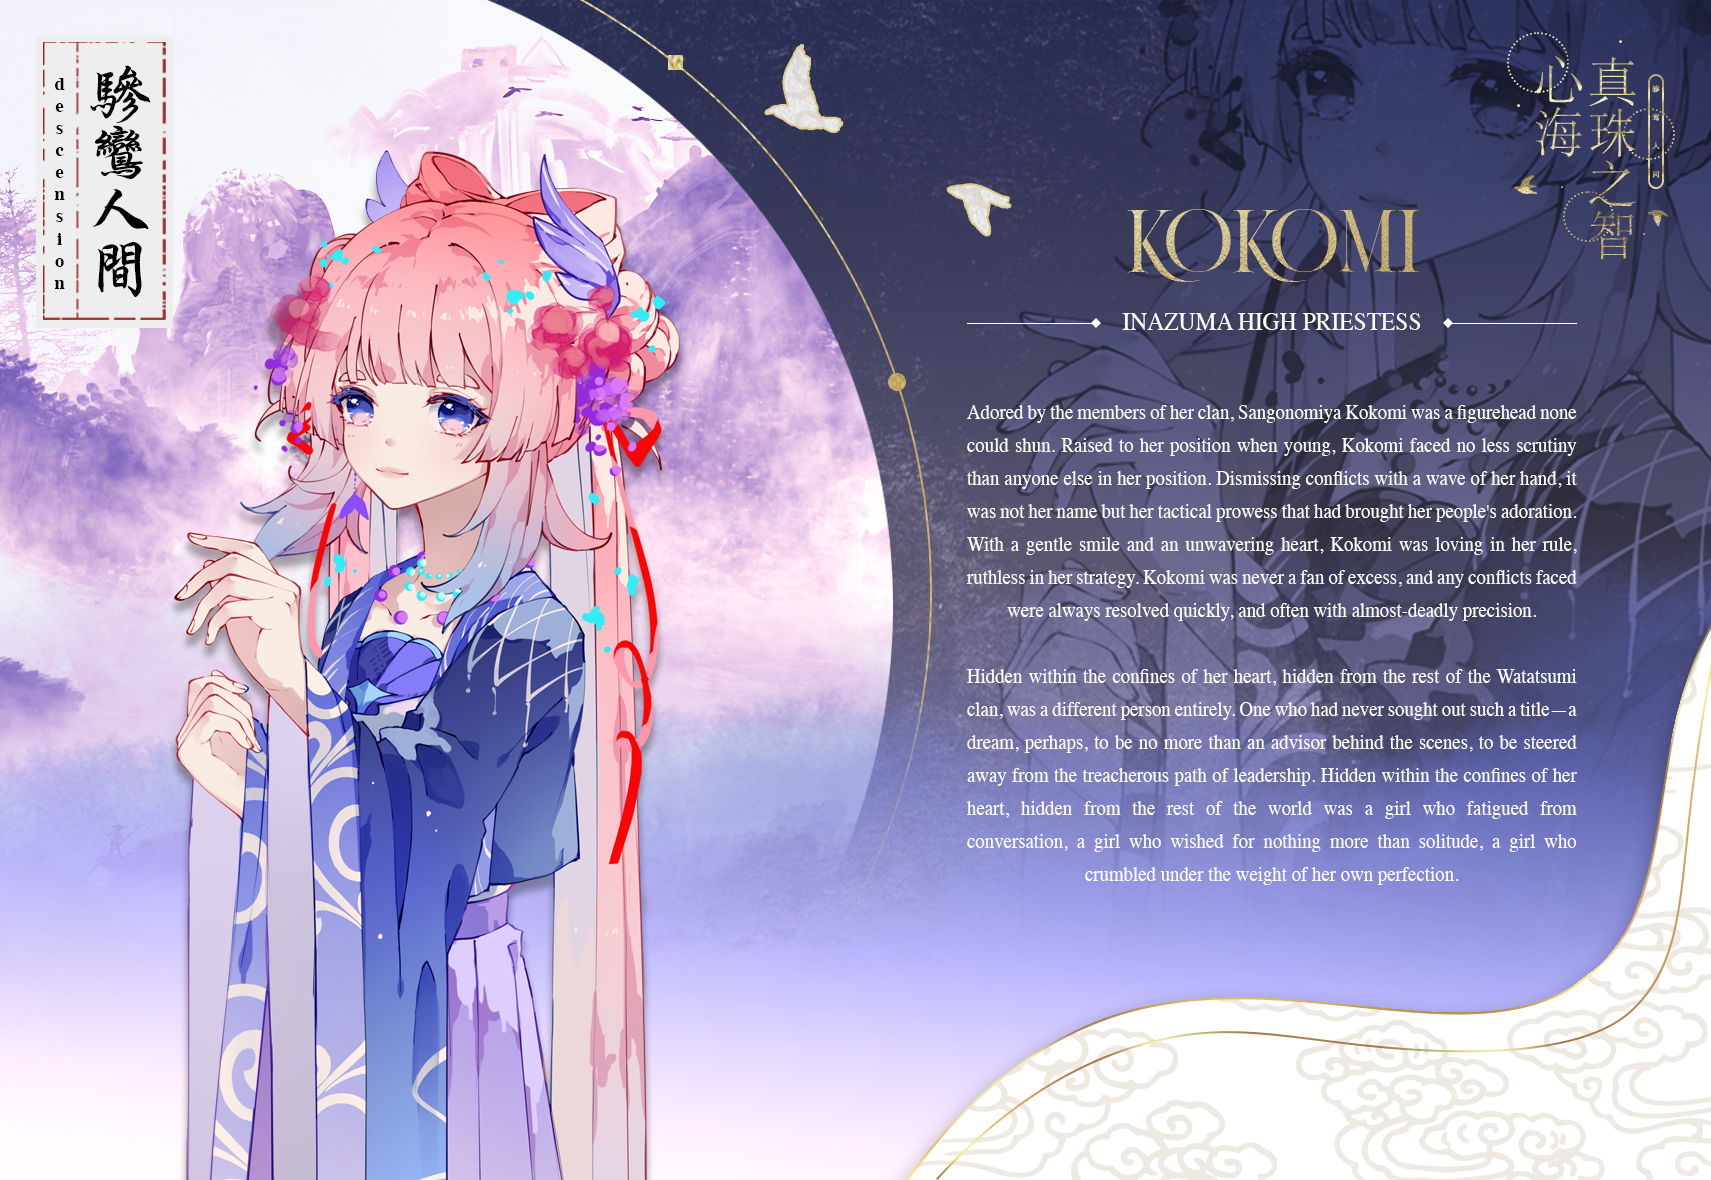 descension
驂鸞人間
真珠之智
心海
KOKOMI
INAZUMA HIGH PRIESTESS
Adored by the members of her clan, Sangonomiya Kokomi was a figurehead none
could shun. Raised to her position when young, Kokomi faced no less scrutiny
than anyone else in her position. Dismissing conflicts with a wave of her hand, it
was not her name but her tactical prowess that had brought her people's adoration.
With a gentle smile and an unwavering heart, Kokomi was loving in her rule,
ruthless in her strategy. Kokomi was never a fan of excess, and any conflicts faced
were always resolved quickly, and often with almost-deadly precision.
Hidden within the confines of her heart, hidden from the rest of the Watatsumi
clan, was a different person entirely. One who had never sought out such a title—a
dream, perhaps, to be no more than an advisor behind the scenes, to be steered
away from the treacherous path of leadership. Hidden within the confines of her
heart, hidden from the rest of the world was a girl who fatigued from
conversation, a girl who wished for nothing more than solitude, a girl who
crumbled under the weight of her own perfection.